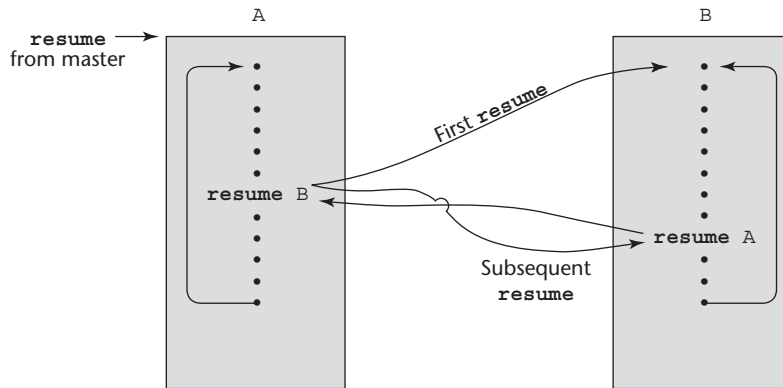 A
B
resume
from master
First resume
resume B
resume A
Subsequent
resume